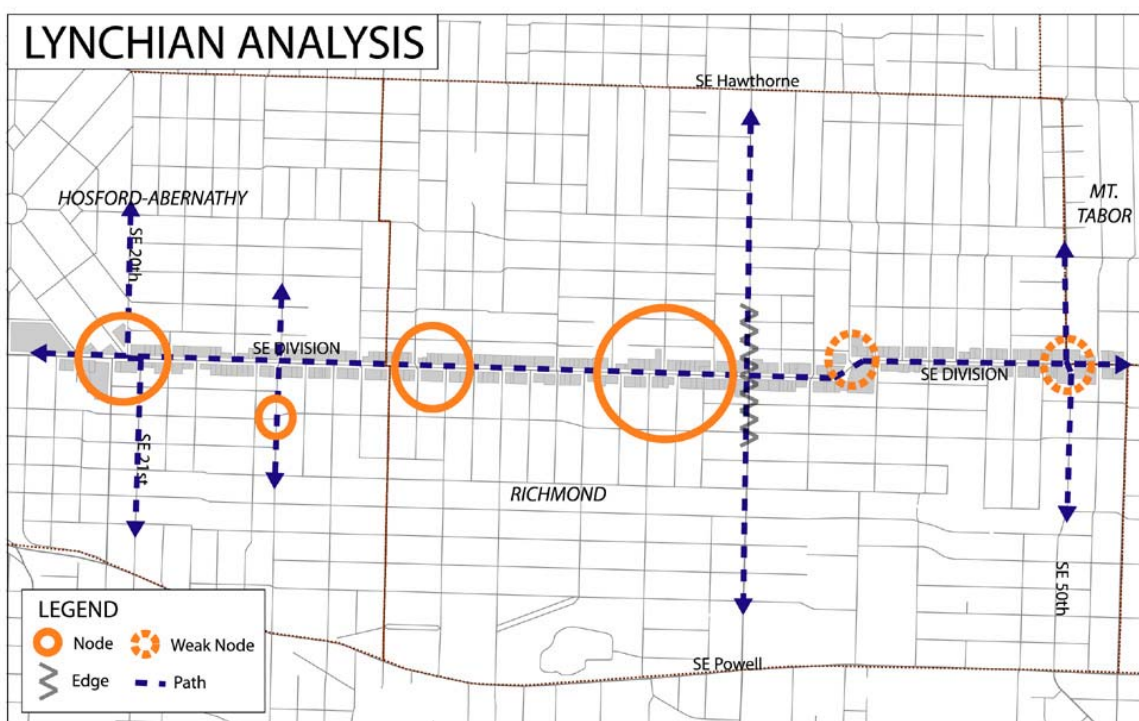 LYNCHIAN ANALYSIS
SE Hawthorne
HOSFORD-ABERNATHY
MT.
TABOR
SE 20th
SE DIVISION
SE DIVISION
SE 21st
RICHMOND
SE 50th
SE Powell
LEGEND
Node
Weak Node
Edge
Path